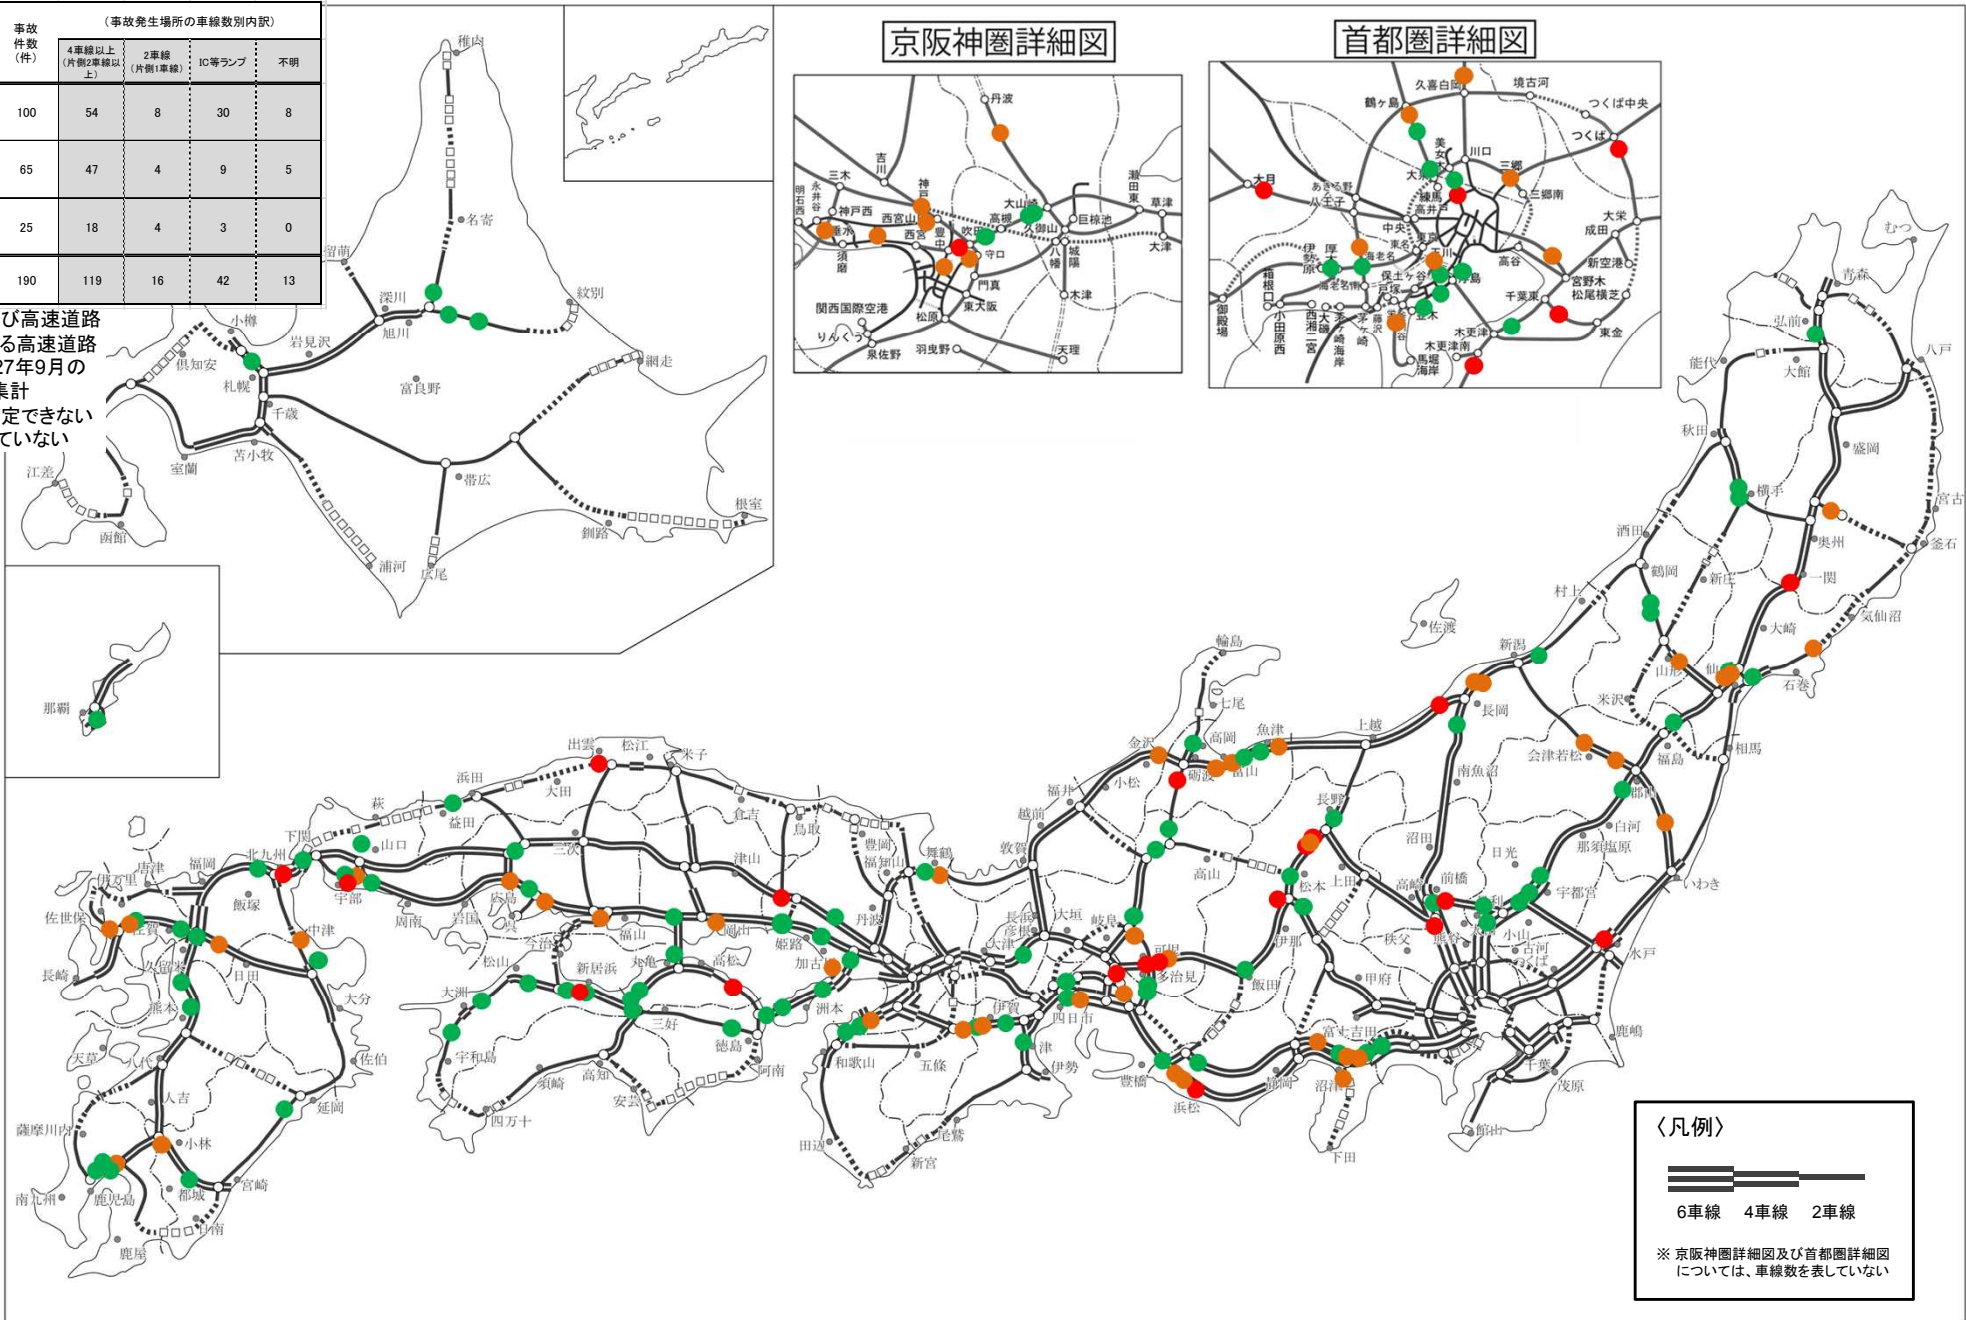 事故
件数
(件)
(事故発生場所の車線数別内訳)
4車線以上
(片側2車線以
上)
2車線
(片側1車線)
IC等ランプ
不明
100 54 8 30 8
65 47 4 9 5
25 18 4 3 0
190 119 16 42 13
び高速道路
る高速道路
27年9月の
集計
定できない
ていない
稚内
名寄
留萌
深川
旭川
紋別
小樽
岩見沢
倶知安
札幌
富良野
網走
千歳
室蘭
苫小牧
帯広
江差
函館
浦河
広尾
釧路
根室
那覇
京阪神圏詳細図
丹波
吉川
三木
神戸
明石西
永井谷
神戸西
西宮山口
垂水
須磨
西宮
豊中
吹田
高槻
大山崎
久御山
巨椋池
瀬田東
草津
大津
八幡
城陽
守口
門真
東大阪
木津
関西国際空港
松原
りんくう
泉佐野
羽曳野
天理
首都圏詳細図
久喜白岡
境古河
鶴ヶ島
つくば中央
つくば
川口
三郷
三郷南
大月
あきる野
八王子
練馬
高井戸
大栄
成田
新空港
中央
東京
東名
玉川
高谷
伊勢原
厚木
海老名
海老名南
保土ヶ谷
浮島
宮野木
松尾横芝
千葉東
箱根口
御殿場
小田原西
西湘二宮
大磯
茅ヶ崎海岸
茅ヶ崎
藤沢
戸塚
並木
木更津
東金
木更津南
馬堀海岸
むつ
青森
弘前
能代
大館
八戸
秋田
盛岡
横手
宮古
酒田
奥州
釜石
鶴岡
新庄
一関
村上
大崎
気仙沼
佐渡
新潟
山形
石巻
米沢
長岡
会津若松
福島
相馬
郡山
南魚沼
白河
那須塩原
いわき
輪島
七尾
金沢
高岡
魚津
上越
小松
砺波
富山
福井
越前
長野
沼田
日光
高山
松本
上田
高崎
前橋
宇都宮
敦賀
小山
古河
つくば
水戸
熊谷
秩父
伊那
甲府
飯田
岐阜
大垣
可児
多治見
長浜
彦根
大津
富士吉田
鹿嶋
千葉
茂原
館山
静岡
沼津
下田
浜松
豊橋
四日市
伊賀
津
伊勢
五條
尾鷲
新宮
田辺
和歌山
洲本
出雲
松江
米子
浜田
大田
萩
益田
倉吉
鳥取
豊岡
福知山
舞鶴
下関
山口
三次
津山
北九州
福岡
唐津
伊万里
飯塚
宇部
周南
岩国
広島
呉
福山
岡山
姫路
丹波
加古川
佐世保
佐賀
中津
今治
松山
新居浜
丸亀
高松
長崎
久留米
日田
大分
大洲
三好
徳島
熊本
天草
八代
佐伯
宇和島
須崎
高知
安芸
阿南
四万十
人吉
延岡
薩摩川内
小林
南九州
鹿児島
都城
宮崎
日南
鹿屋
〈凡例〉
6車線 4車線 2車線
※ 京阪神圏詳細図及び首都圏詳細図
については、車線数を表していない